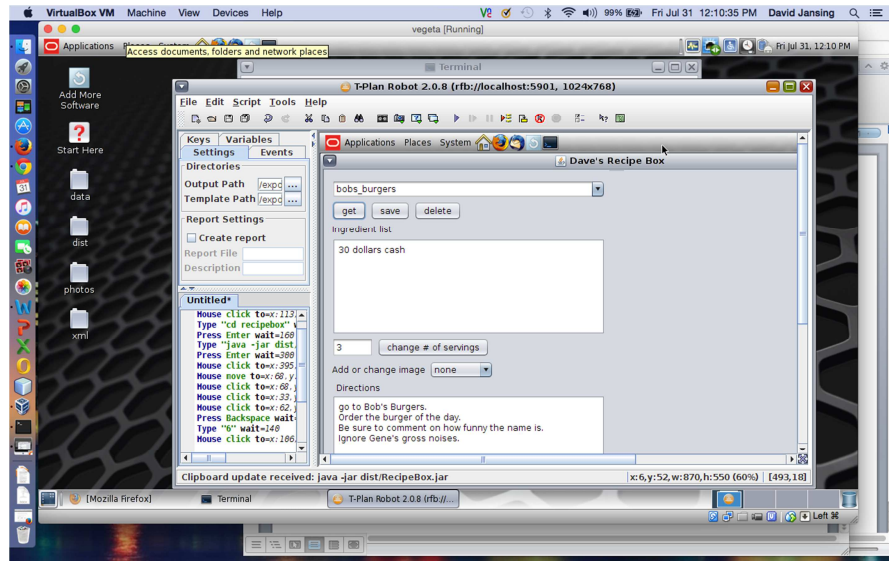 VirtualBox VM Machine View Devices Help
99% Fri Jul 31 12:10:35 PM David Jansing
vegeta [Running]
Applications
Access documents, folders and network places
Fri Jul 31, 12:10 PM
Terminal
Add More
Software
Start Here
data
dist
photos
xml
T-Plan Robot 2.0.8 (rfb://localhost:5901, 1024x768)
File Edit Script Tools Help
Keys Variables
Settings Events
Directories
Output Path /expc ...
Template Path /expc ...
Report Settings
Create report
Report File
Description
Untitled*
Mouse click to=x:113,
Type "cd recipebox"
Press Enter wait=160
Type "java -jar dist
Press Enter wait=300
Mouse click to=x:395,
Mouse move to=x:68,y
Mouse click to=x:68,
Mouse click to=x:33,
Mouse click to=x:62,
Press Backspace wait
Type "6" wait=140
Mouse click to=x:106
Applications Places System
Dave's Recipe Box
bobs_burgers
get save delete
Ingredient list
30 dollars cash
3 change # of servings
Add or change image none
Directions
go to Bob's Burgers.
Order the burger of the day.
Be sure to comment on how funny the name is.
Ignore Gene's gross noises.
Clipboard update received: java -jar dist/RecipeBox.jar
x:6,y:52,w:870,h:550 (60%) [493,18]
[Mozilla Firefox] Terminal T-Plan Robot 2.0.8 (rfb://...
Left ⌘